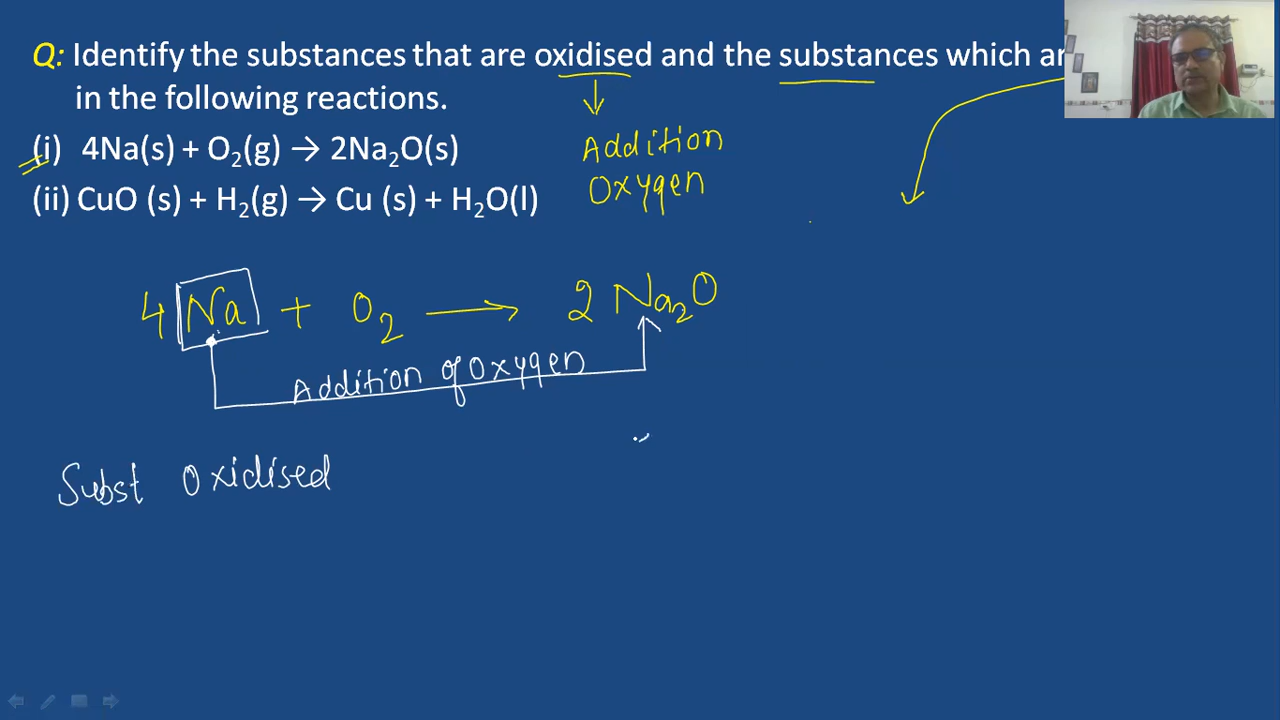 Q: Identify the substances that are oxidised and the substances which ar
in the following reactions.
(i) 4Na(s) + O₂(g) → 2Na₂O(s)
(ii) CuO (s) + H₂(g) → Cu (s) + H₂O(l)
Addition
Oxygen
4 Na + O₂ → 2 Na₂O
Addition of Oxygen
Subst Oxidised